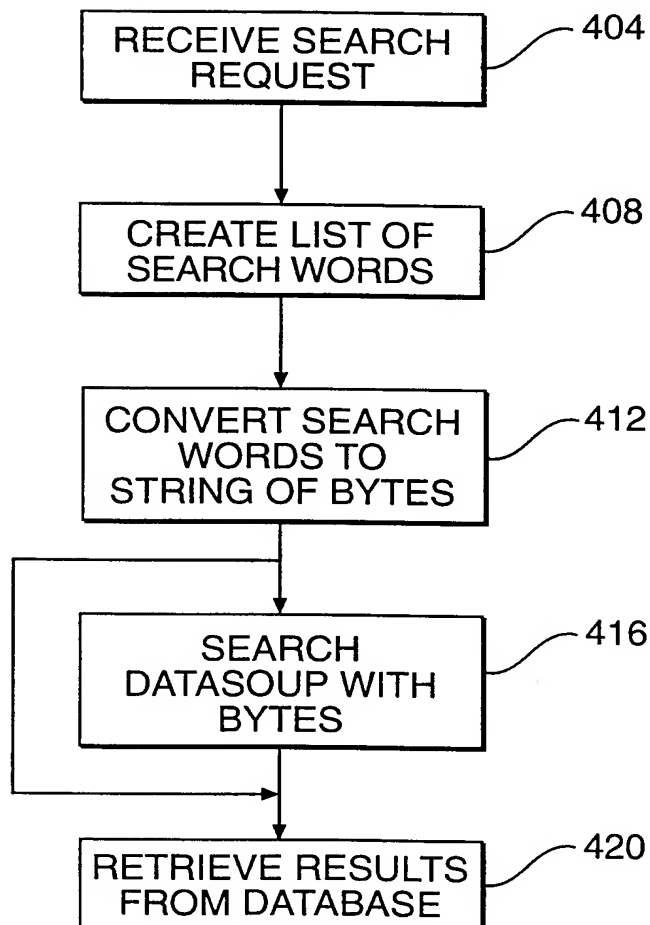 RECEIVE SEARCH
REQUEST
404
CREATE LIST OF
SEARCH WORDS
408
CONVERT SEARCH
WORDS TO
STRING OF BYTES
412
SEARCH
DATASOUP WITH
BYTES
416
RETRIEVE RESULTS
FROM DATABASE
420